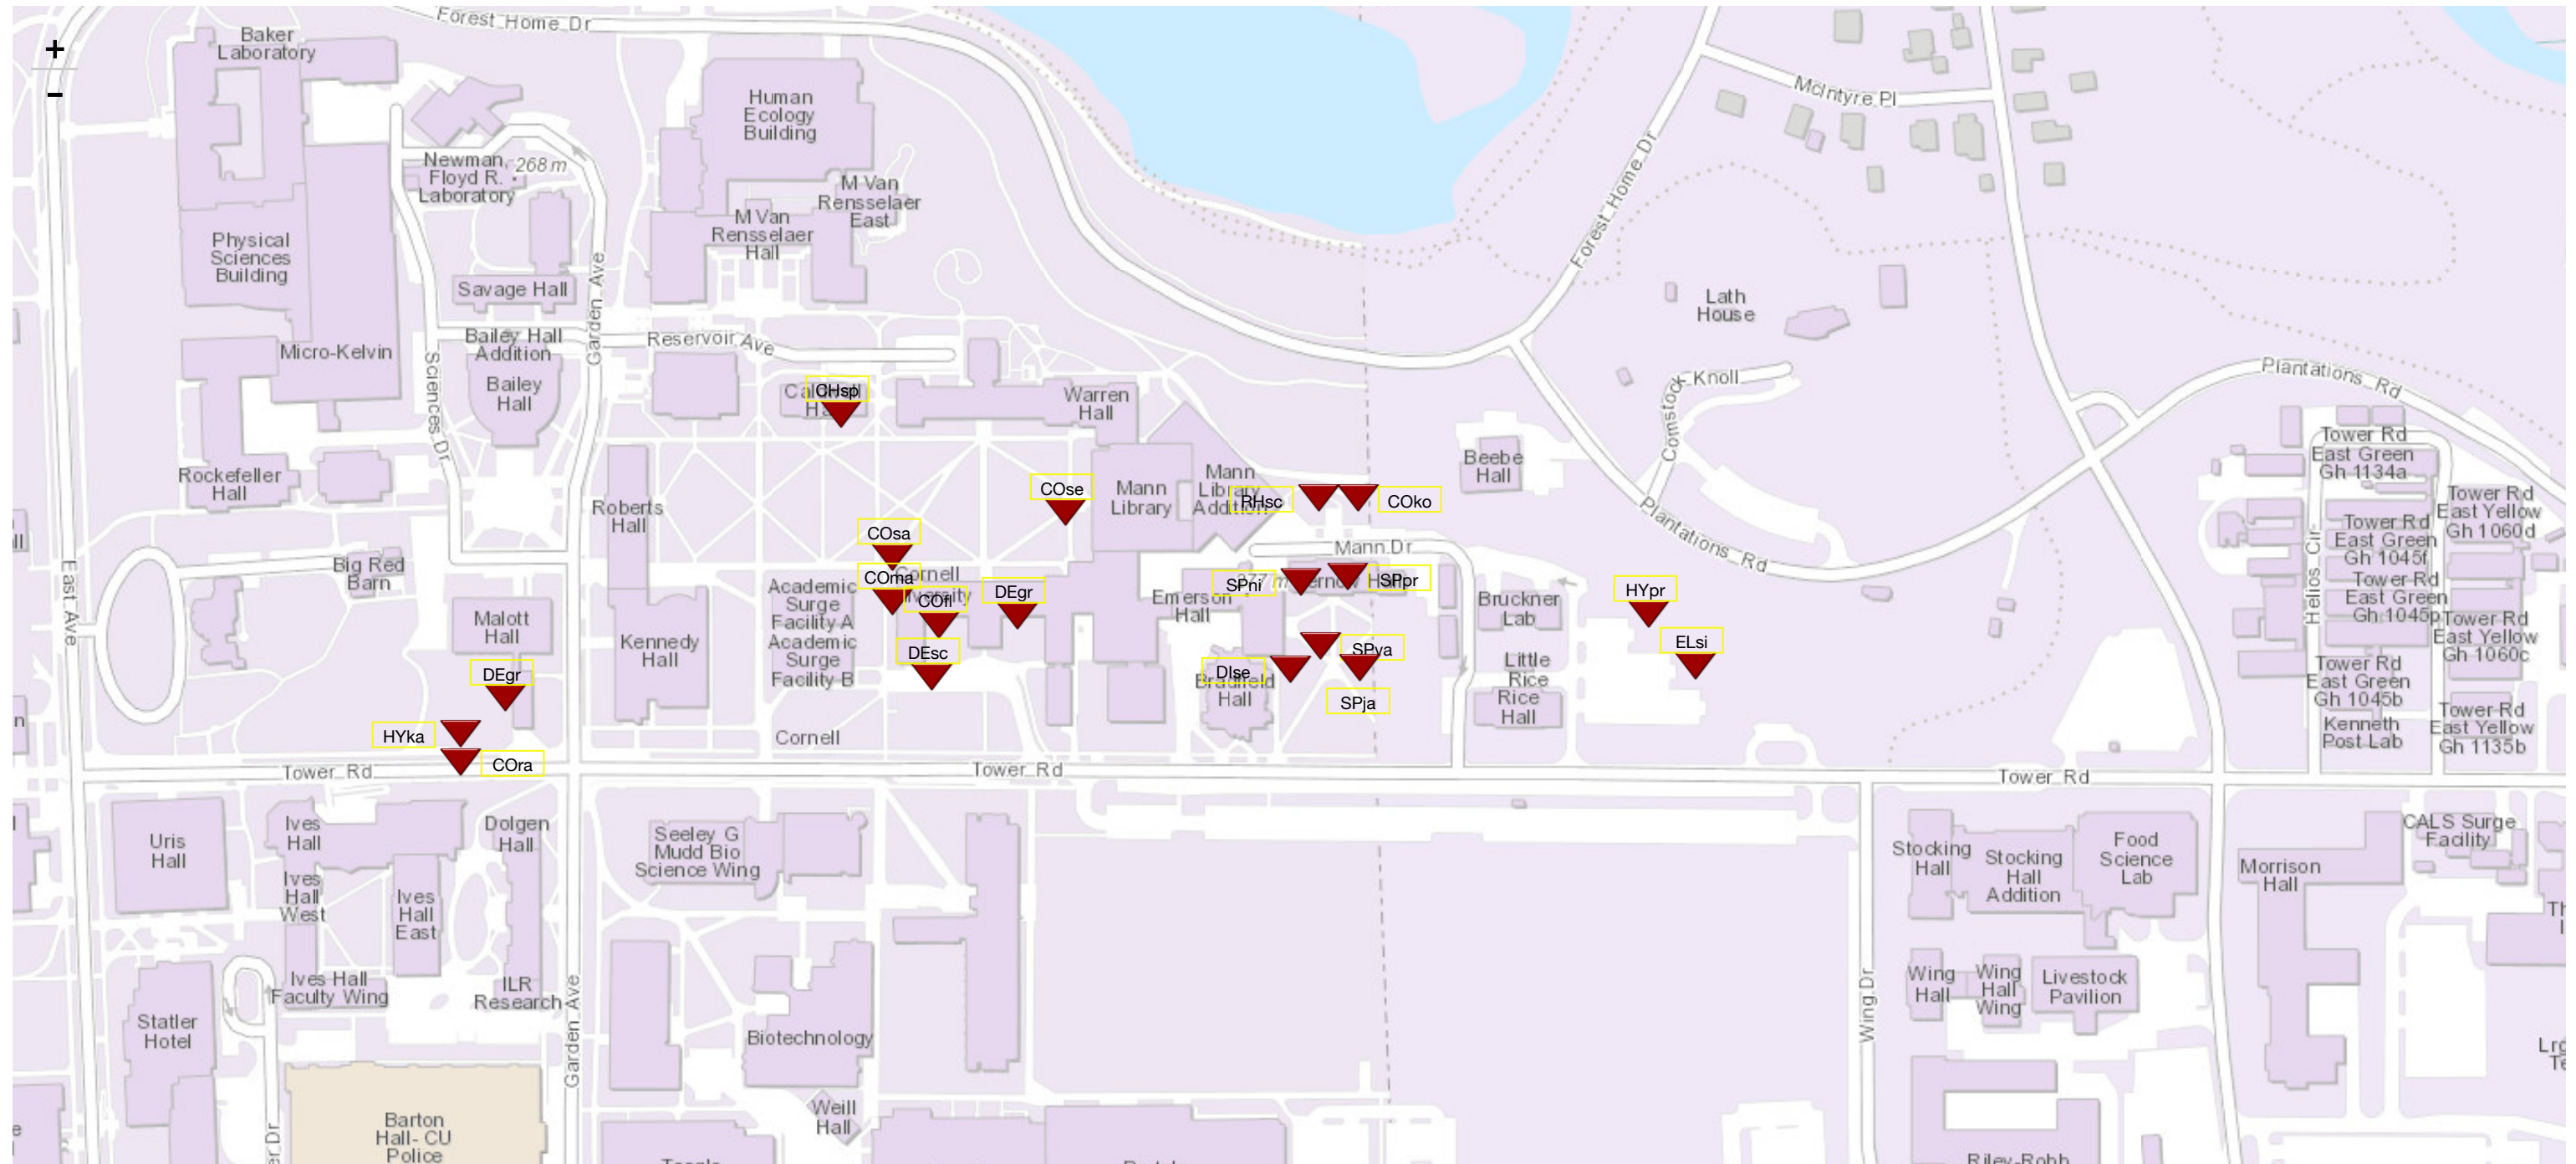 Forest Home Dr
+
−
Baker
Laboratory
Human
Ecology
Building
McIntyre Pl
Newman,
Floyd R.
Laboratory
268 m
M Van
Rensselaer
East
M Van
Rensselaer
Hall
Forest Home Dr
Physical
Sciences
Building
Savage Hall
Garden Ave
Lath
House
Bailey Hall
Addition
Reservoir Ave
Micro-Kelvin
Sciences Dr
Bailey
Hall
CHsp
Warren
Hall
Comstock Knoll
Plantations Rd
Rockefeller
Hall
Roberts
Hall
COse
Mann
Library
Mann
Library
Addition
RHsc
COko
Beebe
Hall
Plantations Rd
Tower Rd
East Green
Gh 1134a
Tower Rd
East Yellow
Gh 1060d
Tower Rd
East Green
Gh 1045f
COsa
Mann Dr
East Ave
Big Red
Barn
Academic
Surge
Facility A
COma
Cornell
COfl
DEgr
Emerson
Hall
SPni
SPpr
Bruckner
Lab
HYpr
Helios Cir
Tower Rd
East Green
Gh 1045p
Tower Rd
East Yellow
Gh 1060c
Malott
Hall
Kennedy
Hall
Academic
Surge
Facility B
DEsc
SPva
ELsi
DEgr
DIse
Bradfield
Hall
SPja
Little
Rice
Rice
Hall
Tower Rd
East Green
Gh 1045b
Kenneth
Post Lab
Tower Rd
East Yellow
Gh 1135b
HYka
COra
Cornell
Tower Rd
Tower Rd
Tower Rd
Uris
Hall
Ives
Hall
Dolgen
Hall
Seeley G
Mudd Bio
Science Wing
Stocking
Hall
Stocking
Hall
Addition
Food
Science
Lab
Morrison
Hall
CALS Surge
Facility
Ives
Hall
West
Ives
Hall
East
Ives Hall
Faculty Wing
ILR
Research
Garden Ave
Statler
Hotel
Biotechnology
Wing Dr
Wing
Hall
Wing
Hall
Wing
Livestock
Pavilion
Barton
Hall- CU
Police
Weill
Hall
Riley-Robb